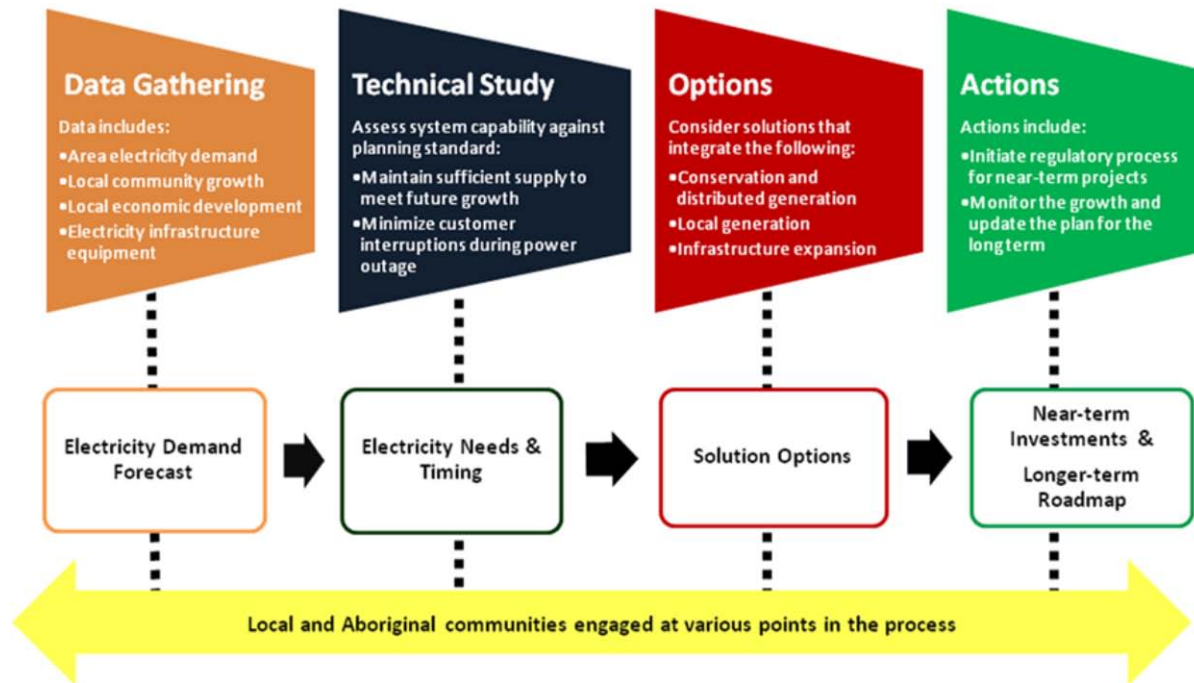 Data Gathering
Data includes:
•Area electricity demand
•Local community growth
•Local economic development
•Electricity infrastructure
equipment
Technical Study
Assess system capability against
planning standard:
•Maintain sufficient supply to
meet future growth
•Minimize customer
interruptions during power
outage
Options
Consider solutions that
integrate the following:
•Conservation and
distributed generation
•Local generation
•Infrastructure expansion
Actions
Actions include:
•Initiate regulatory process
for near-term projects
•Monitor the growth and
update the plan for the
long term
Electricity Demand
Forecast
Electricity Needs &
Timing
Solution Options
Near-term
Investments &
Longer-term
Roadmap
Local and Aboriginal communities engaged at various points in the process